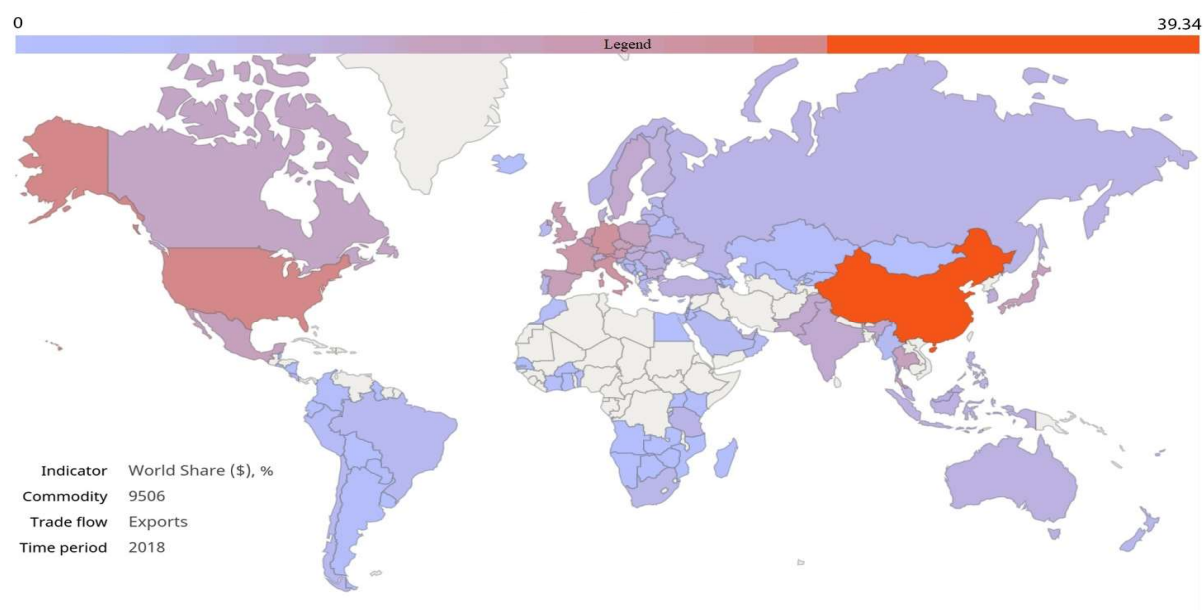 0 39.34
Legend
Indicator World Share ($), %
Commodity 9506
Trade flow Exports
Time period 2018